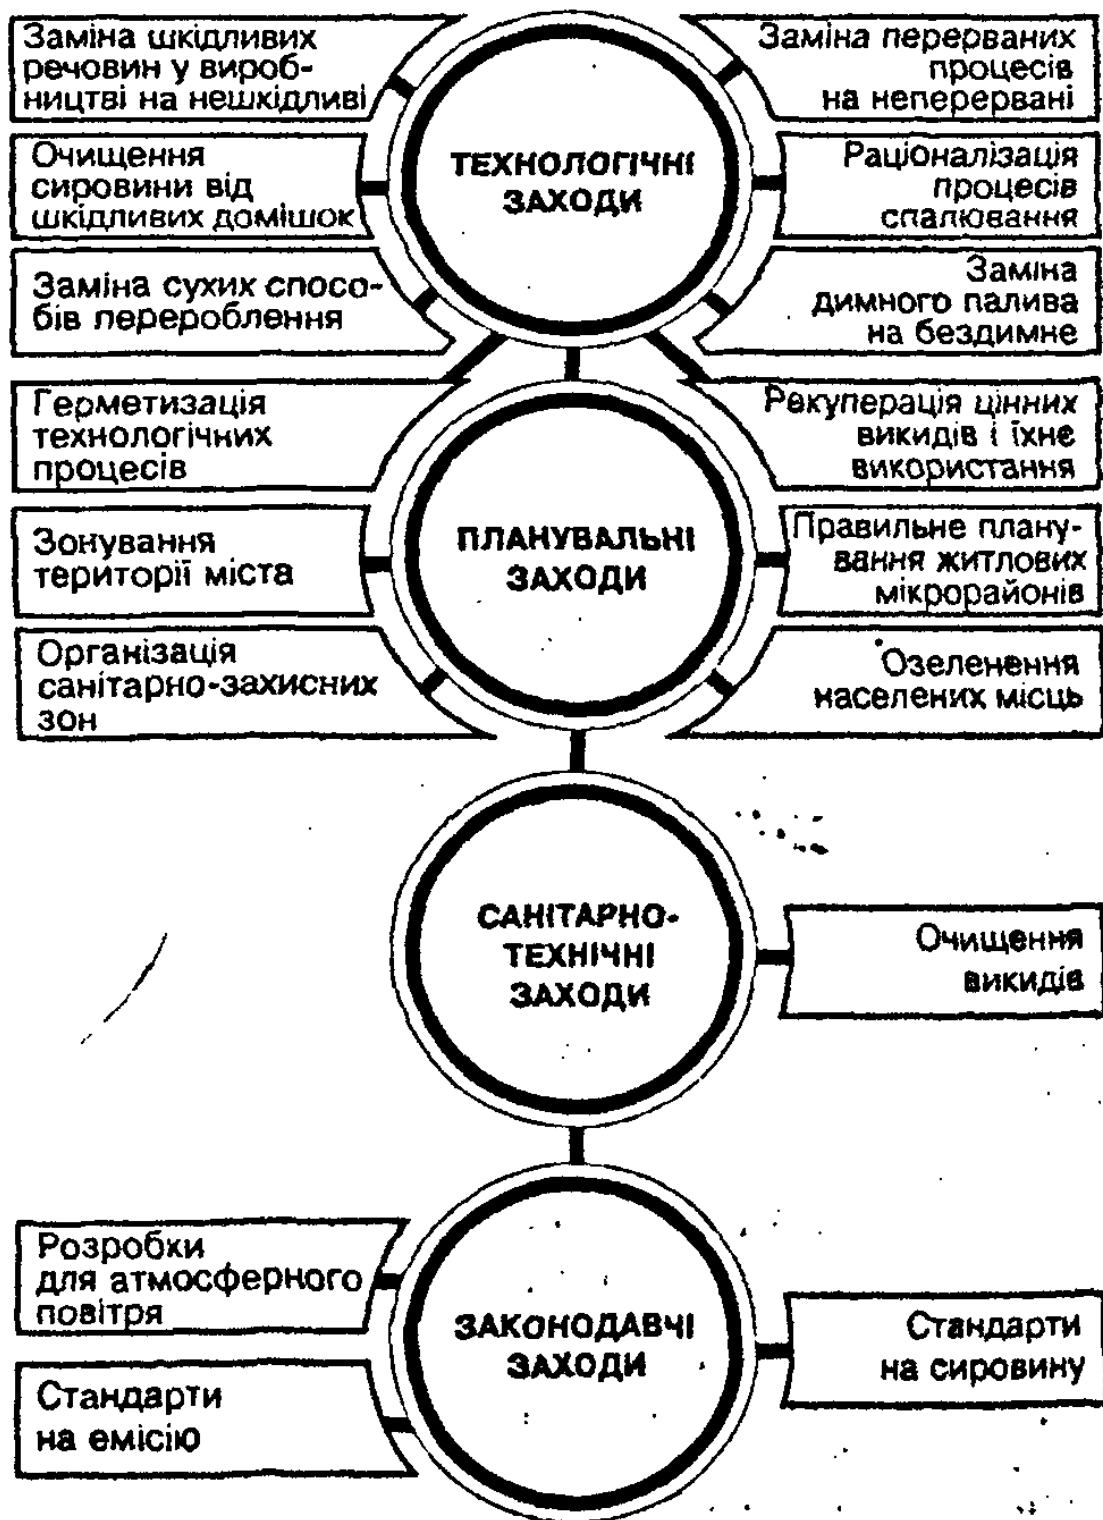 Заміна шкідливих
речовин у вироб-
ництві на нешкідливі
Очищення
сировини від
шкідливих домішок
Заміна сухих спосо-
бів перероблення
ТЕХНОЛОГІЧНІ
ЗАХОДИ
Заміна перерваних
процесів
на неперервані
Раціоналізація
процесів
спалювання
Заміна
димного палива
на бездимне
Герметизація
технологічних
процесів
Зонування
території міста
Організація
санітарно-захисних
зон
ПЛАНУВАЛЬНІ
ЗАХОДИ
Рекуперація цінних
викидів і їхнє
використання
Правильне плану-
вання житлових
мікрорайонів
Озеленення
населених місць
САНІТАРНО-
ТЕХНІЧНІ
ЗАХОДИ
Очищення
викидів
Розробки
для атмосферного
повітря
Стандарти
на емісію
ЗАКОНОДАВЧІ
ЗАХОДИ
Стандарти
на сировину